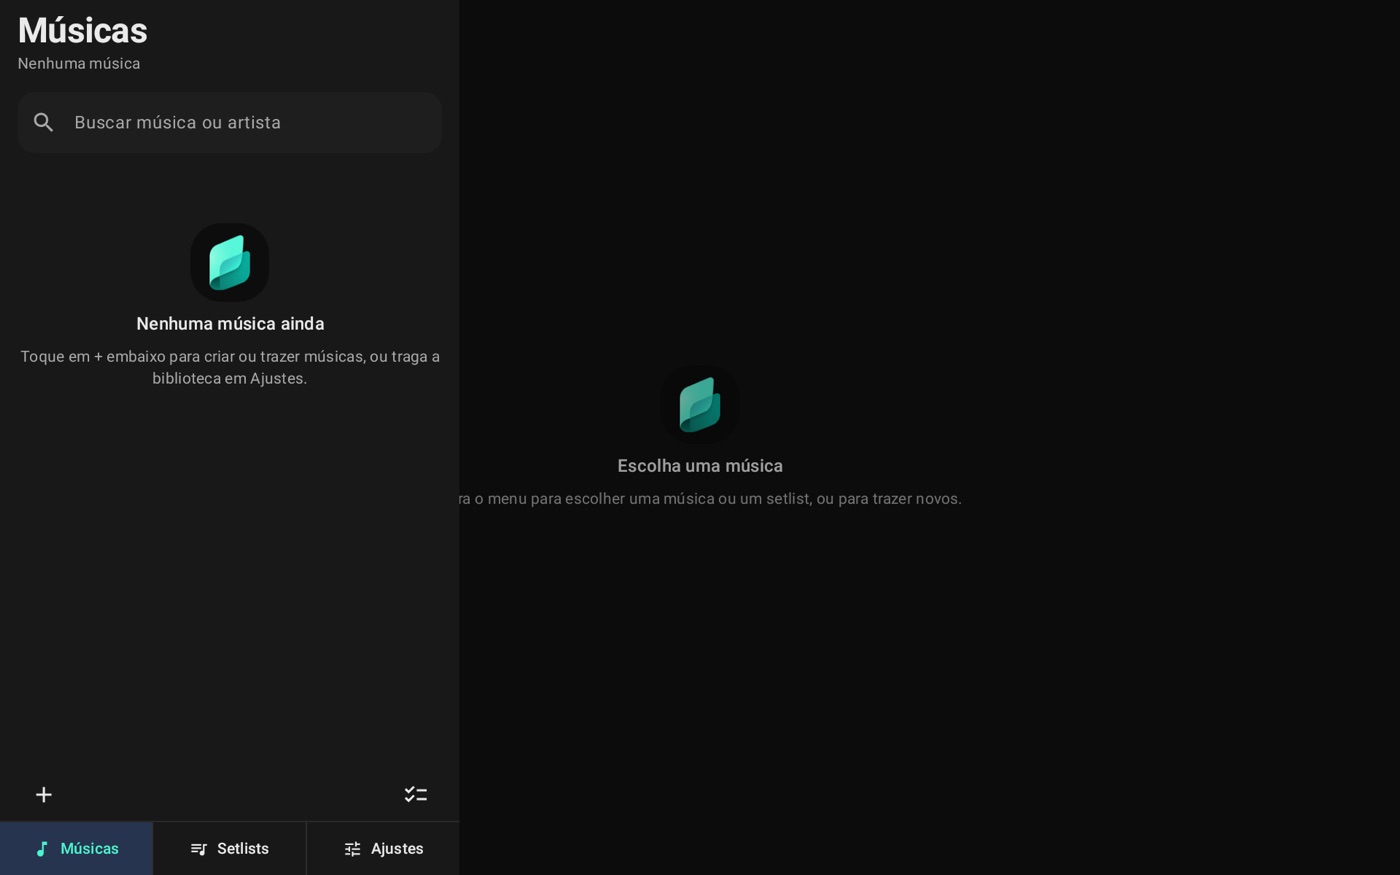 Músicas
Nenhuma música
Buscar música ou artista
Nenhuma música ainda
Toque em + embaixo para criar ou trazer músicas, ou traga a
biblioteca em Ajustes.
Escolha uma música
o menu para escolher uma música ou um setlist, ou para trazer novos.
Músicas
Setlists
Ajustes